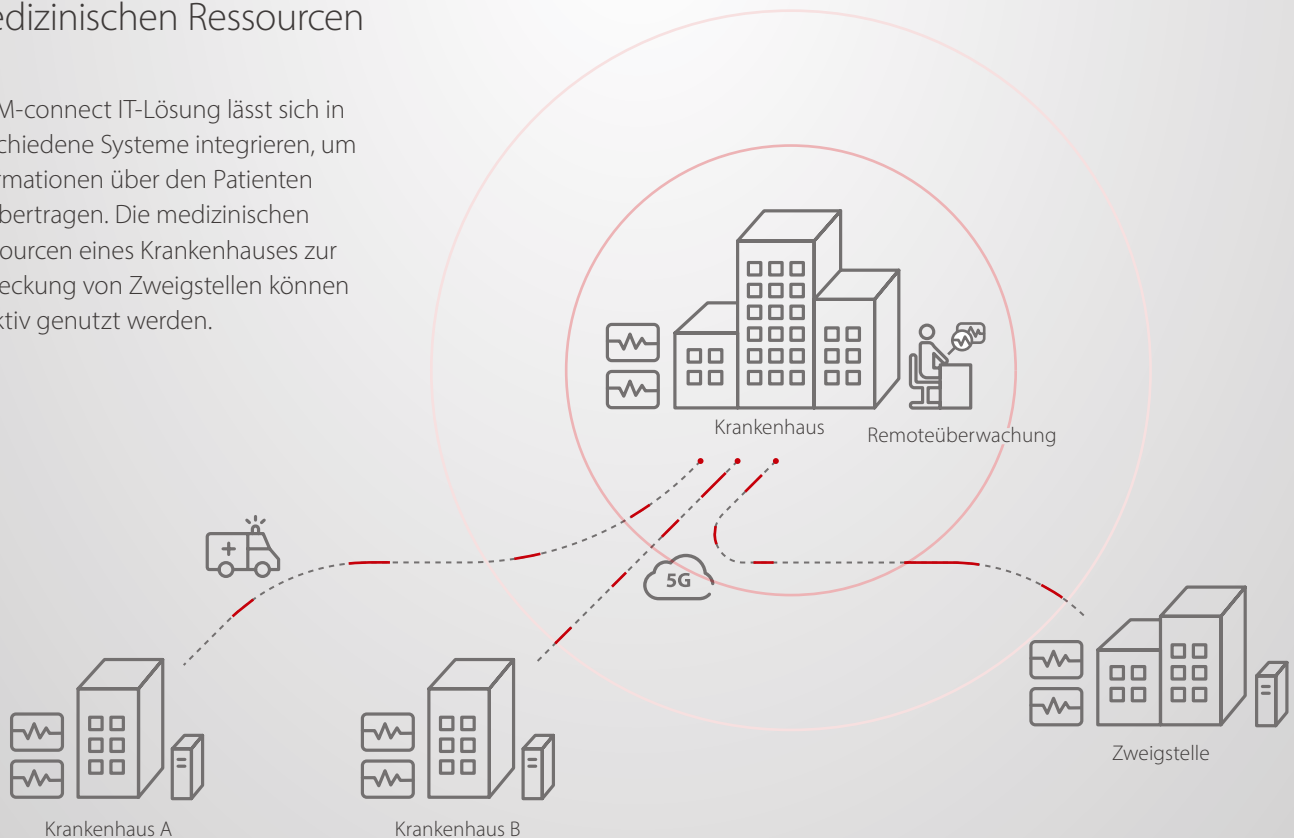 edizinischen Ressourcen
M-connect IT-Lösung lässt sich in
chiedene Systeme integrieren, um
rmationen über den Patienten
bertragen. Die medizinischen
ourcen eines Krankenhauses zur
eckung von Zweigstellen können
ktiv genutzt werden.
Krankenhaus
Remoteüberwachung
5G
Zweigstelle
Krankenhaus A
Krankenhaus B